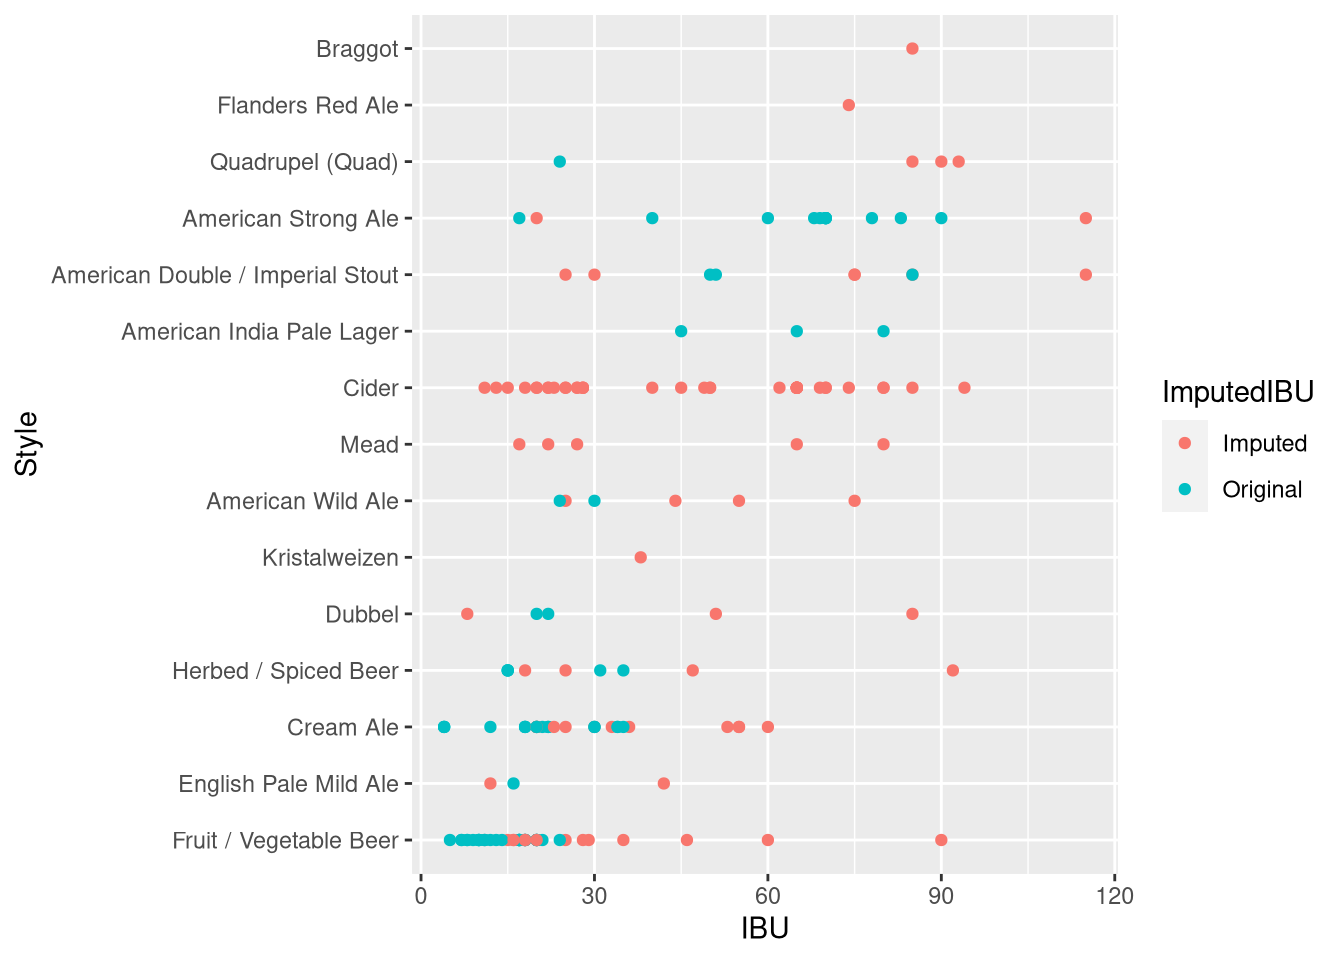 Braggot
Flanders Red Ale
Quadrupel (Quad)
American Strong Ale
American Double / Imperial Stout
American India Pale Lager
Cider
Mead
American Wild Ale
Kristalweizen
Dubbel
Herbed / Spiced Beer
Cream Ale
English Pale Mild Ale
Fruit / Vegetable Beer
Style
0 30 60 90 120
IBU
ImputedIBU
Imputed
Original